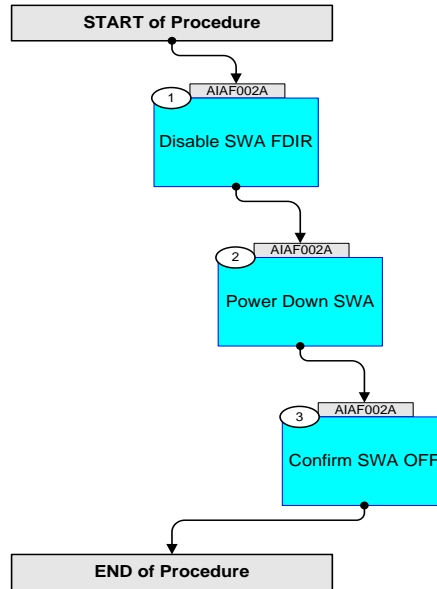 START of Procedure
AIAF002A
1
Disable SWA FDIR
AIAF002A
2
Power Down SWA
AIAF002A
3
Confirm SWA OFF
END of Procedure